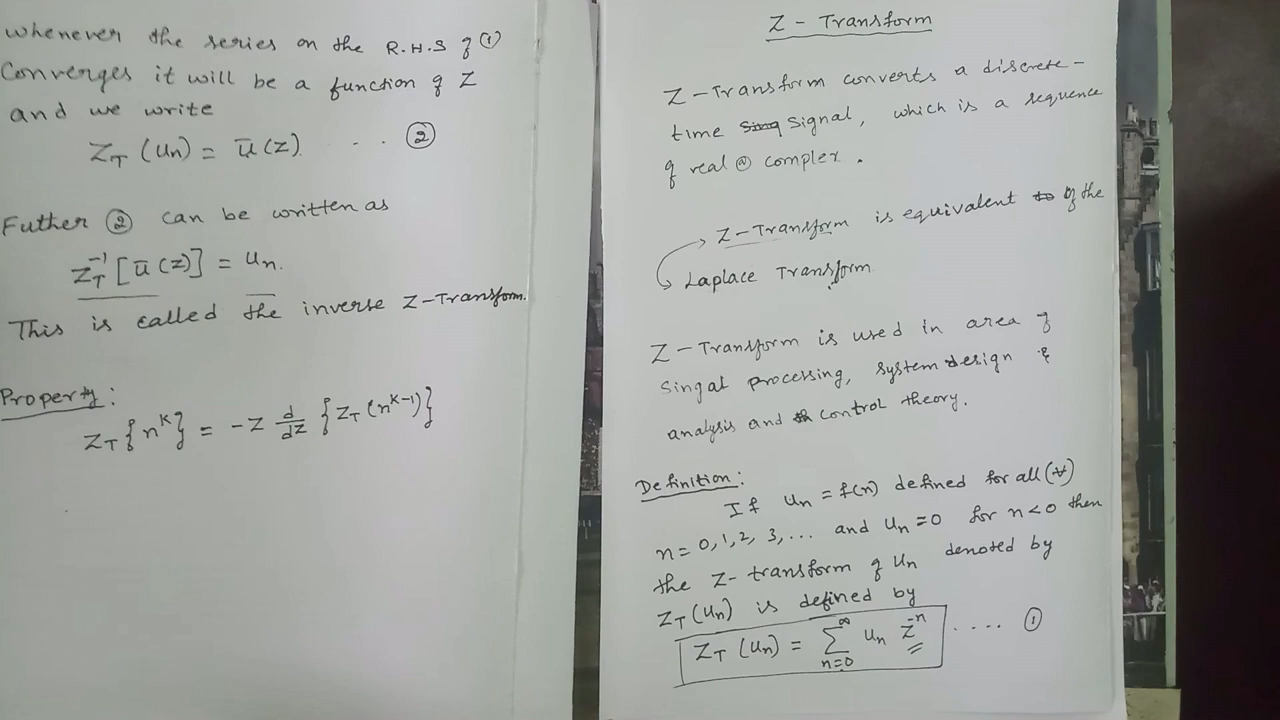 Z - Transform
Z-Transform converts a discrete-
time Sing Signal, which is a sequence
of real @ complex.
Z-Transform is equivalent to of the
Laplace Transform
Z-Transform is used in area of
Singal processing, system design &
analysis and control theory.
Definition:
If un = f(n) defined for all (∀)
n = 0, 1, 2, 3, ... and un = 0 for n < 0 then
the Z-transform of un denoted by
ZT (un) is defined by
ZT (un) = ∑_{n=0}^{∞} un z^{-n} .... ①
whenever the series on the R.H.S of ①
Converges it will be a function of Z
and we write
ZT (un) = ū(z). .. ②
Futher ② can be written as
ZT^{-1} [ū(z)] = un.
This is called the inverse Z-Transform.
Property:
ZT {n^K} = -Z d/dz {ZT (n^{K-1})}